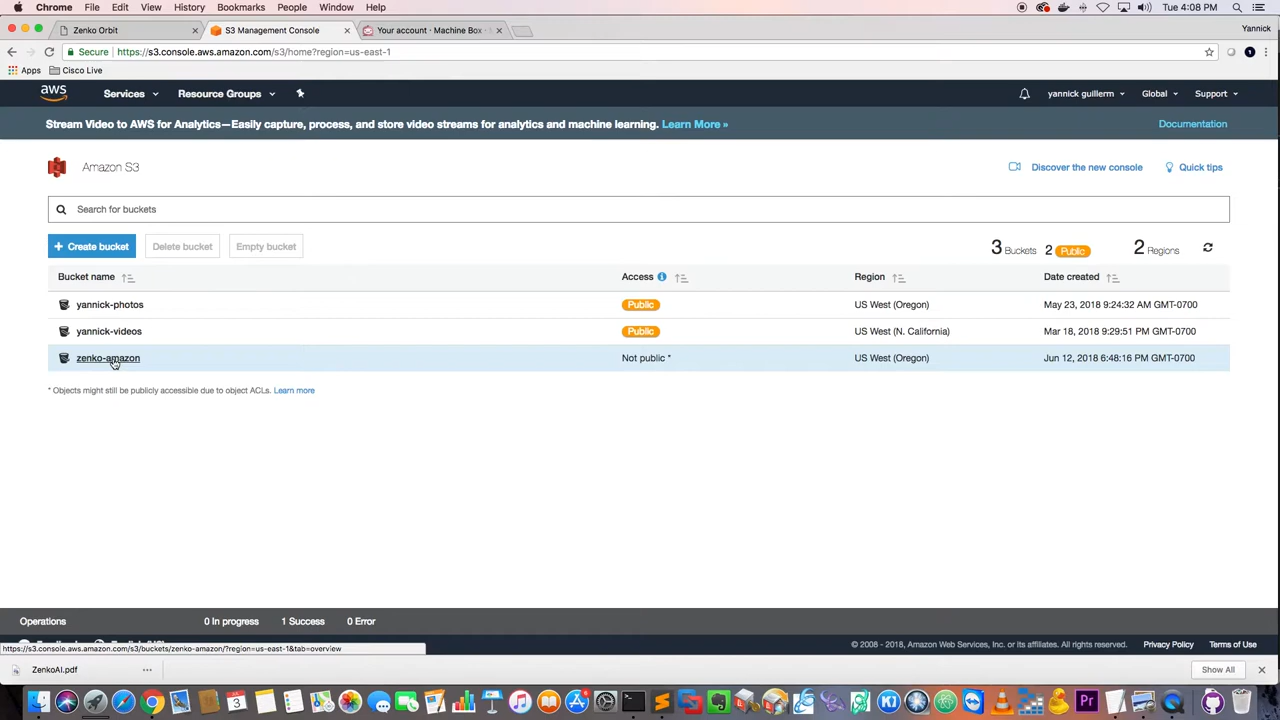 Chrome File Edit View History Bookmarks People Window Help Tue 4:08 PM
Zenko Orbit S3 Management Console Your account · Machine Box · Yannick
Secure https://s3.console.aws.amazon.com/s3/home?region=us-east-1
Apps Cisco Live
aws Services Resource Groups yannick guillerm Global Support
Stream Video to AWS for Analytics—Easily capture, process, and store video streams for analytics and machine learning. Learn More » Documentation
Amazon S3 Discover the new console Quick tips
Search for buckets
+ Create bucket Delete bucket Empty bucket 3 Buckets 2 Public 2 Regions
Bucket name Access Region Date created
yannick-photos Public US West (Oregon) May 23, 2018 9:24:32 AM GMT-0700
yannick-videos Public US West (N. California) Mar 18, 2018 9:29:51 PM GMT-0700
zenko-amazon Not public * US West (Oregon) Jun 12, 2018 6:48:16 PM GMT-0700
* Objects might still be publicly accessible due to object ACLs. Learn more
Operations 0 In progress 1 Success 0 Error
© 2008 - 2018, Amazon Web Services, Inc. or its affiliates. All rights reserved. Privacy Policy Terms of Use
https://s3.console.aws.amazon.com/s3/buckets/zenko-amazon/?region=us-east-1&tab=overview
ZenkoAI.pdf Show All